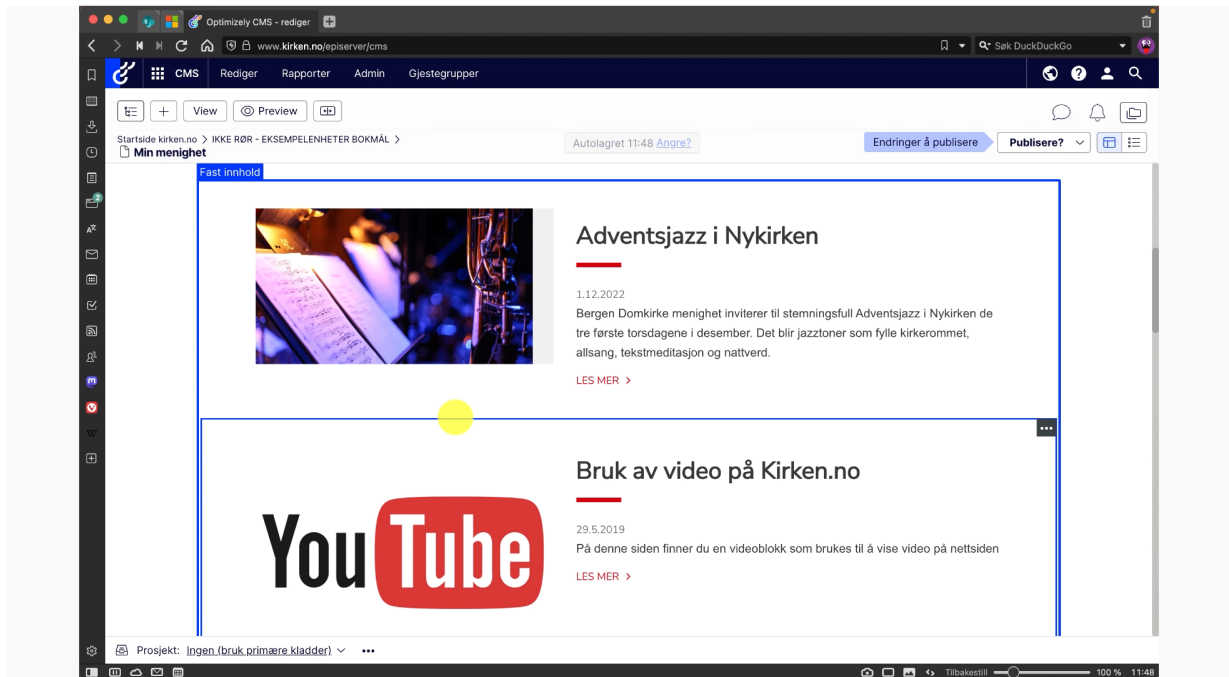 Optimizely CMS - rediger
www.kirken.no/episerver/cms
Søk DuckDuckGo
CMS Rediger Rapporter Admin Gjestegrupper
View Preview
Startside kirken.no > IKKE RØR - EKSEMPELENHETER BOKMÅL >
Min menighet
Autolagret 11:48 Angre?
Endringer å publisere
Publisere?
2
Fast innhold
Adventsjazz i Nykirken
1.12.2022
Bergen Domkirke menighet inviterer til stemningsfull Adventsjazz i Nykirken de
tre første torsdagene i desember. Det blir jazztoner som fylle kirkerommet,
allsang, tekstmeditasjon og nattverd.
LES MER >
YouTube
Bruk av video på Kirken.no
29.5.2019
På denne siden finner du en videoblokk som brukes til å vise video på nettsiden
LES MER >
Prosjekt: Ingen (bruk primære kladder)
Tilbakestill 100 % 11:48